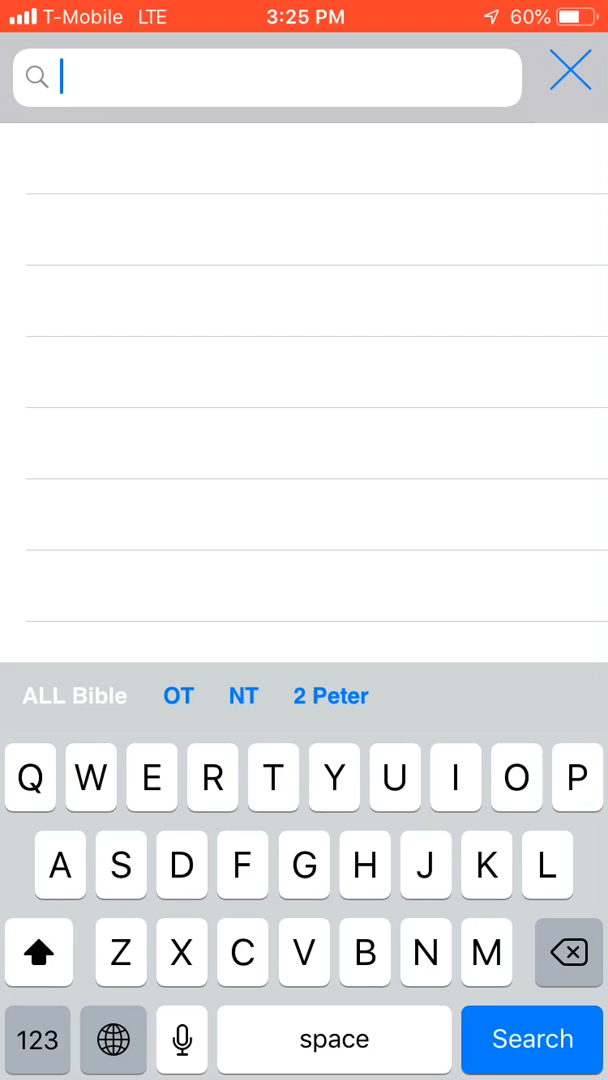 T-Mobile LTE 3:25 PM 60%
ALL Bible OT NT 2 Peter
Q W E R T Y U I O P
A S D F G H J K L
Z X C V B N M
123 space Search